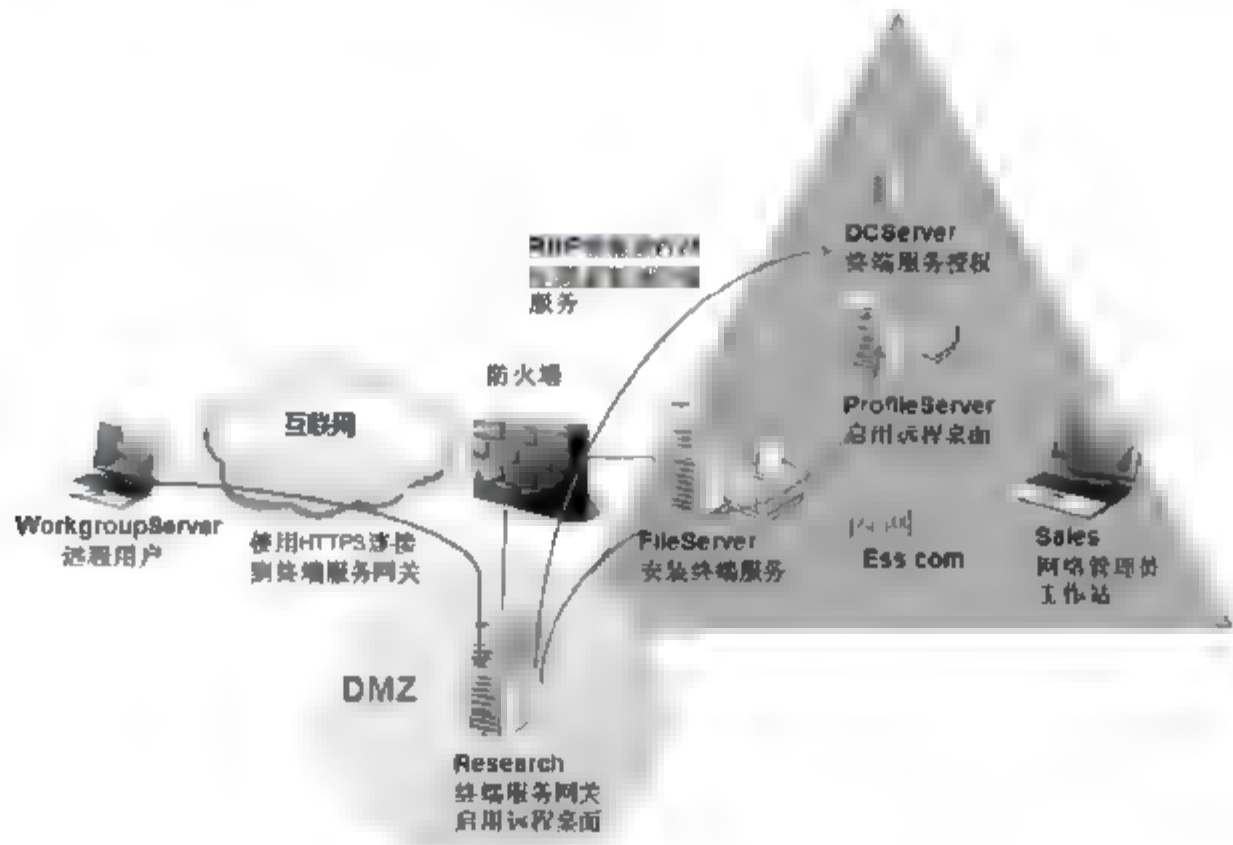 DCServer
终端服务授权
服务
防火墙
ProfileServer
启用远程桌面
互联网
WorkgroupServer
远程用户
使用HTTPS连接
到终端服务网关
FileServer
安装终端服务
Ess.com
Sales
网络管理员
工作站
DMZ
Research
终端服务网关
启用远程桌面